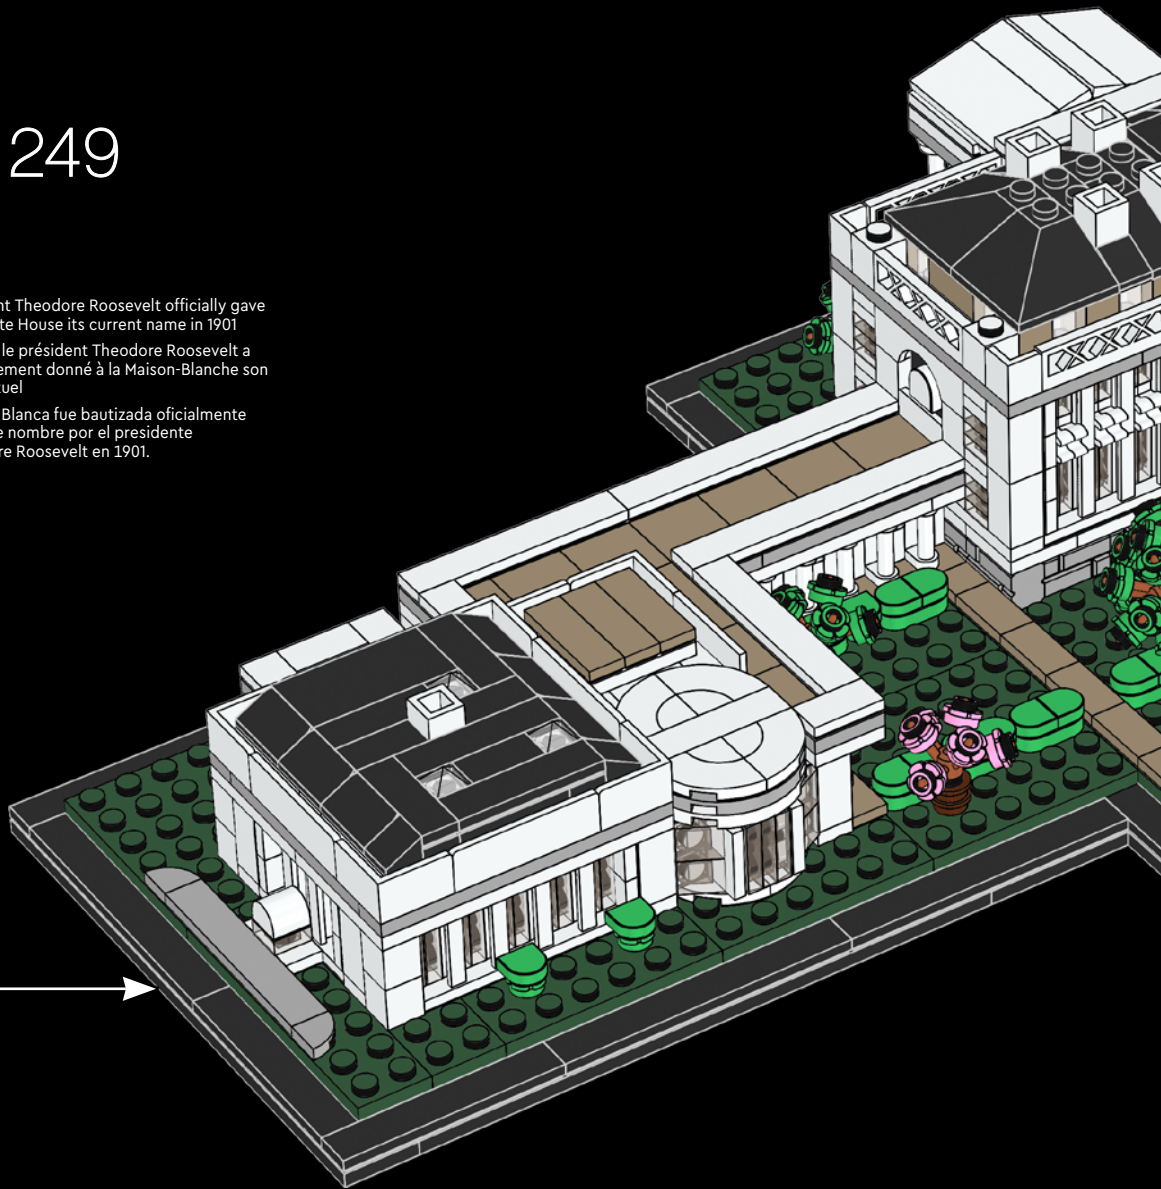 249
nt Theodore Roosevelt officially gave
te House its current name in 1901
le président Theodore Roosevelt a
ement donné à la Maison-Blanche son
uel
Blanca fue bautizada oficialmente
e nombre por el presidente
re Roosevelt en 1901.